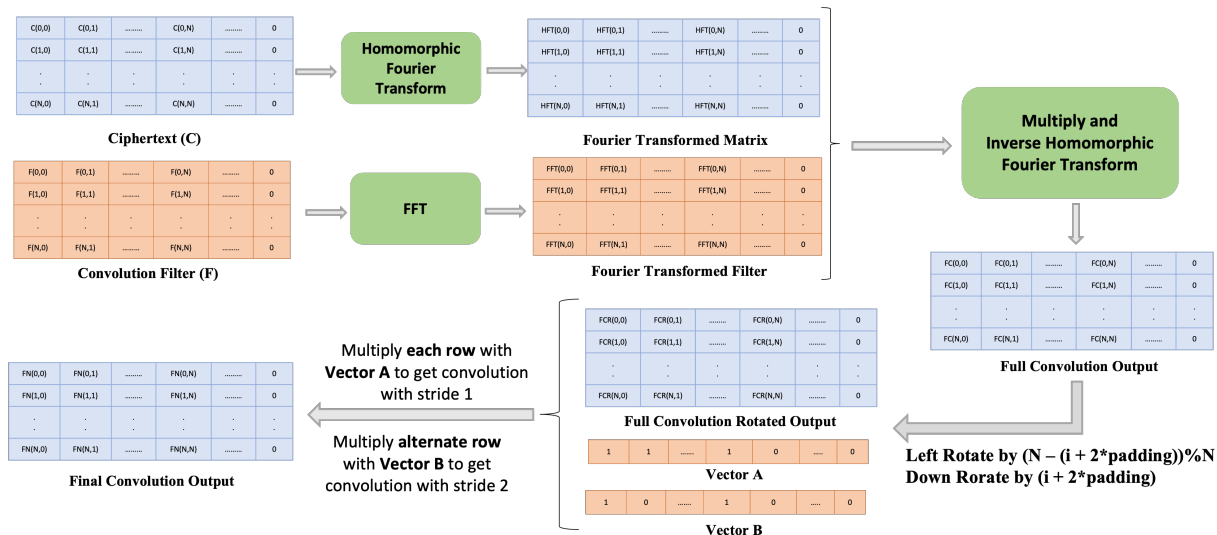 C(0,0) C(0,1) ......... C(0,N) ......... 0
C(1,0) C(1,1) ......... C(1,N) ......... 0
. . . .
. . . .
C(N,0) C(N,1) ......... C(N,N) ......... 0
Ciphertext (C)
Homomorphic
Fourier
Transform
HFT(0,0) HFT(0,1) ......... HFT(0,N) ......... 0
HFT(1,0) HFT(1,1) ......... HFT(1,N) ......... 0
. . . .
. . . .
HFT(N,0) HFT(N,1) ......... HFT(N,N) ......... 0
Fourier Transformed Matrix
F(0,0) F(0,1) ......... F(0,N) ......... 0
F(1,0) F(1,1) ......... F(1,N) ......... 0
. . . .
. . . .
F(N,0) F(N,1) ......... F(N,N) ......... 0
Convolution Filter (F)
FFT
FFT(0,0) FFT(0,1) ......... FFT(0,N) ......... 0
FFT(1,0) FFT(1,1) ......... FFT(1,N) ......... 0
. . . .
. . . .
FFT(N,0) FFT(N,1) ......... FFT(N,N) ......... 0
Fourier Transformed Filter
Multiply and
Inverse Homomorphic
Fourier Transform
FC(0,0) FC(0,1) ......... FC(0,N) ......... 0
FC(1,0) FC(1,1) ......... FC(1,N) ......... 0
. . . .
. . . .
FC(N,0) FC(N,1) ......... FC(N,N) ......... 0
Full Convolution Output
Left Rotate by (N – (i + 2*padding))%N
Down Rorate by (i + 2*padding)
FCR(0,0) FCR(0,1) ......... FCR(0,N) ......... 0
FCR(1,0) FCR(1,1) ......... FCR(1,N) ......... 0
. . . .
. . . .
FCR(N,0) FCR(N,1) ......... FCR(N,N) ......... 0
Full Convolution Rotated Output
1 1 ....... 1 0 ..... 0
Vector A
1 0 ....... 1 0 ..... 0
Vector B
Multiply each row with
Vector A to get convolution
with stride 1
Multiply alternate row
with Vector B to get
convolution with stride 2
FN(0,0) FN(0,1) ......... FN(0,N) ......... 0
FN(1,0) FN(1,1) ......... FN(1,N) ......... 0
. . . .
. . . .
FN(N,0) FN(N,1) ......... FN(N,N) ......... 0
Final Convolution Output